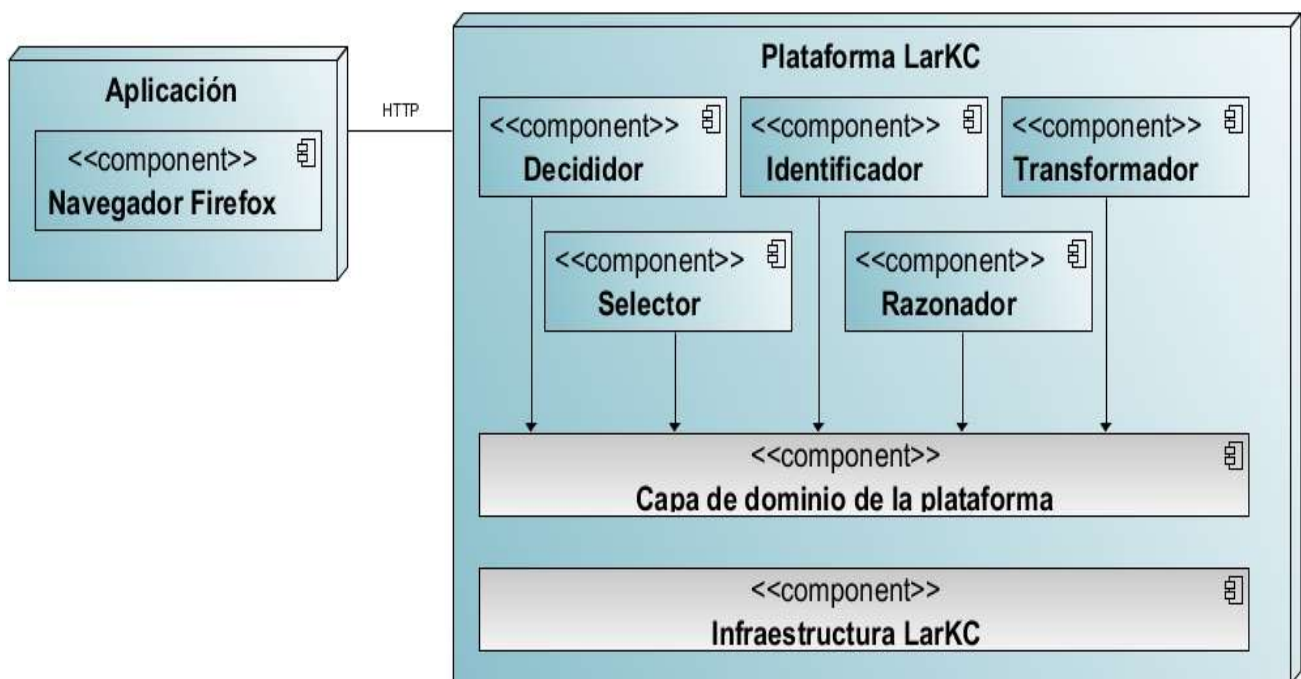 Aplicación
<<component>>
Navegador Firefox
HTTP
Plataforma LarKC
<<component>>
Decididor
<<component>>
Identificador
<<component>>
Transformador
<<component>>
Selector
<<component>>
Razonador
<<component>>
Capa de dominio de la plataforma
<<component>>
Infraestructura LarKC